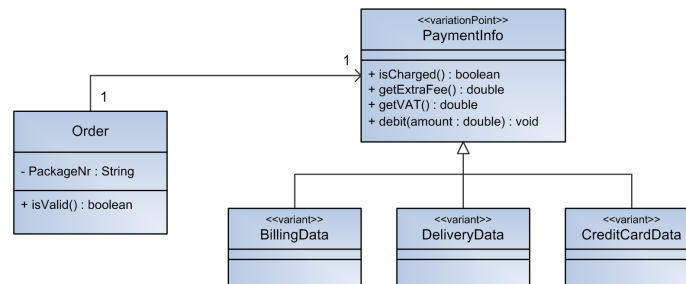 <<variationPoint>>
PaymentInfo
+ isCharged() : boolean
+ getExtraFee() : double
+ getVAT() : double
+ debit(amount : double) : void
1
1
Order
- PackageNr : String
+ isValid() : boolean
<<variant>>
BillingData
<<variant>>
DeliveryData
<<variant>>
CreditCardData